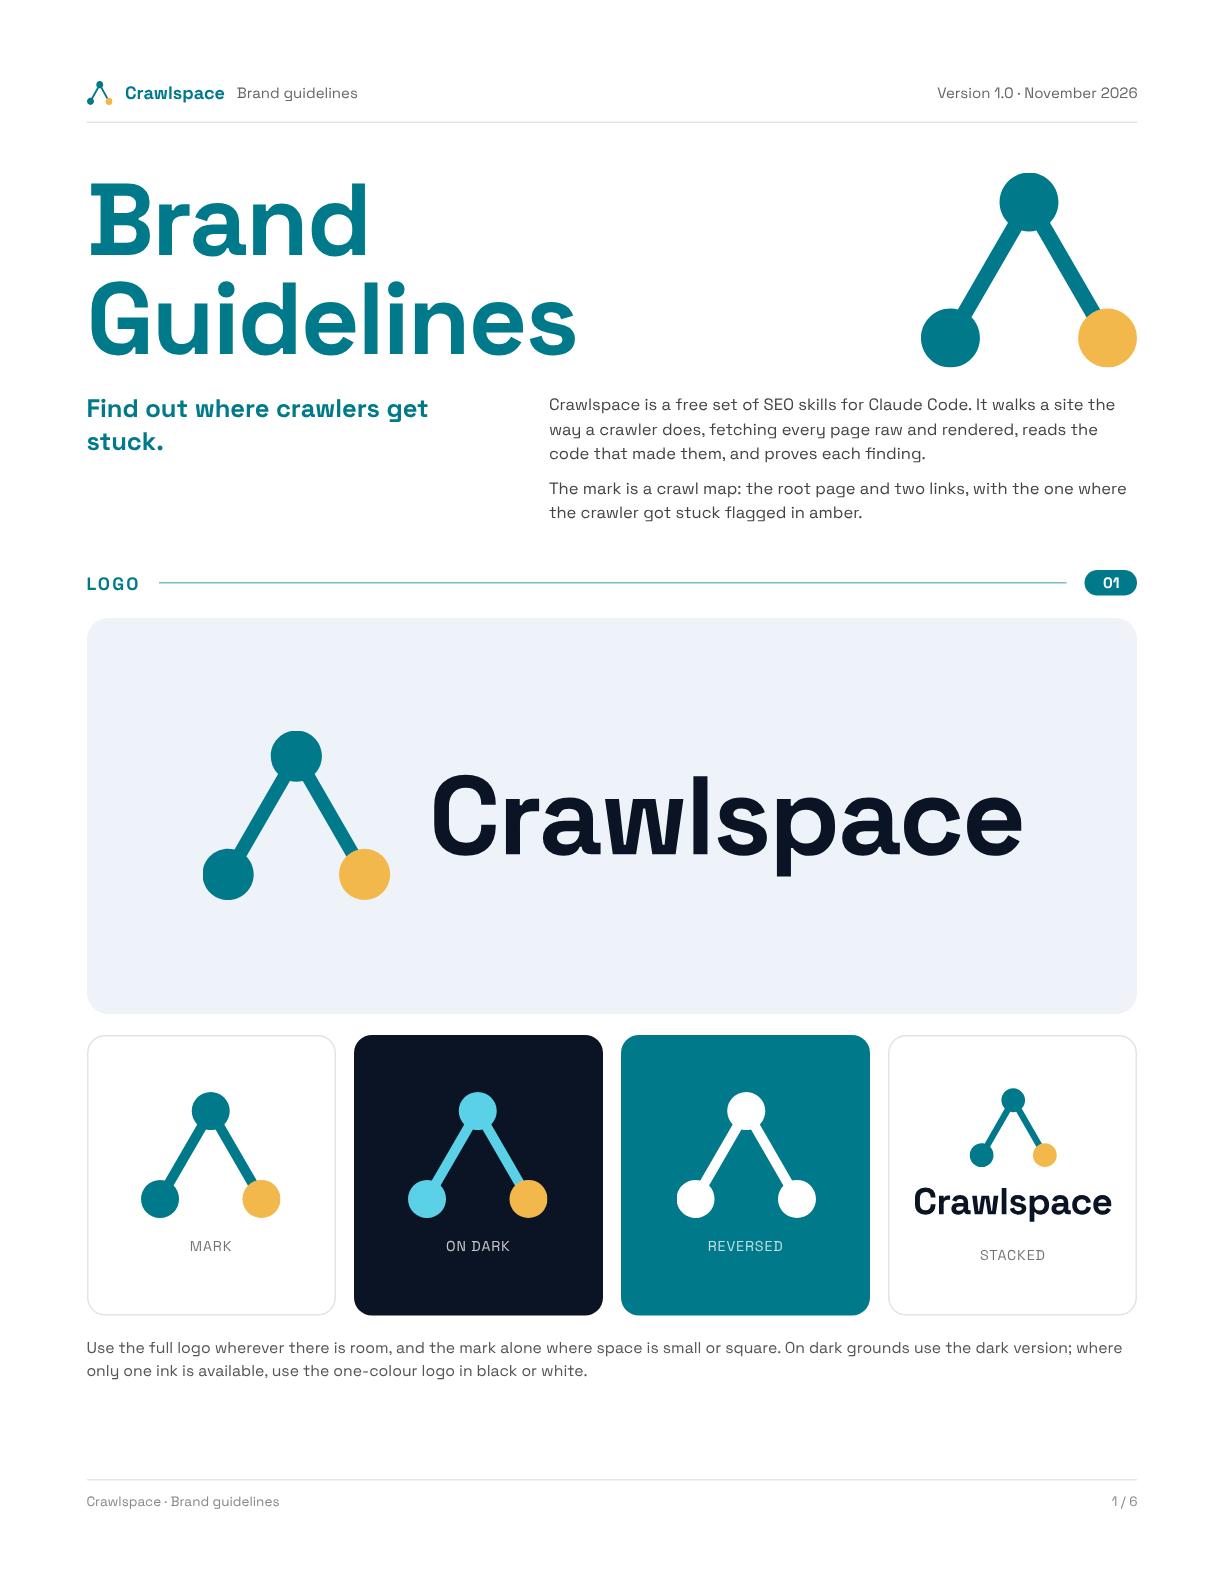 Crawlspace Brand guidelines
Version 1.0 · November 2026
Brand
Guidelines
Find out where crawlers get
stuck.
Crawlspace is a free set of SEO skills for Claude Code. It walks a site the
way a crawler does, fetching every page raw and rendered, reads the
code that made them, and proves each finding.
The mark is a crawl map: the root page and two links, with the one where
the crawler got stuck flagged in amber.
LOGO
01
Crawlspace
MARK
ON DARK
REVERSED
Crawlspace
STACKED
Use the full logo wherever there is room, and the mark alone where space is small or square. On dark grounds use the dark version; where
only one ink is available, use the one-colour logo in black or white.
Crawlspace · Brand guidelines
1 / 6